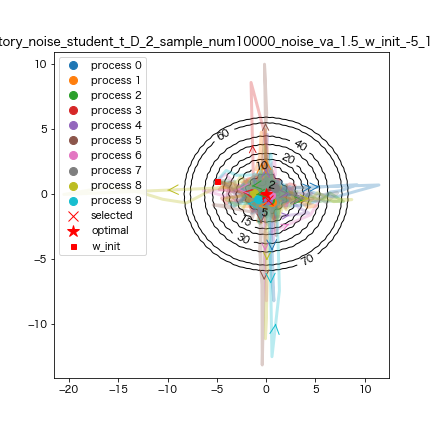 tory_noise_student_t_D_2_sample_num10000_noise_va_1.5_w_init_-5_1
process 0
process 1
process 2
process 3
process 4
process 5
process 6
process 7
process 8
process 9
selected
optimal
w_init
10
5
0
−5
−10
−20
−15
−10
−5
0
5
10
60
40
20
10
2
5
15
30
70